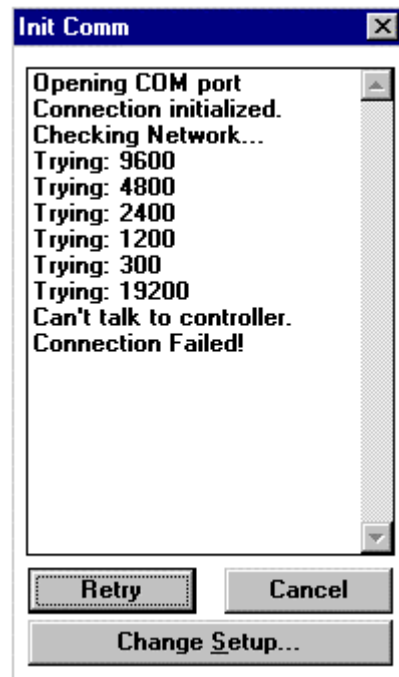 Init Comm
Opening COM port
Connection initialized.
Checking Network...
Trying: 9600
Trying: 4800
Trying: 2400
Trying: 1200
Trying: 300
Trying: 19200
Can't talk to controller.
Connection Failed!
Retry Cancel
Change Setup...